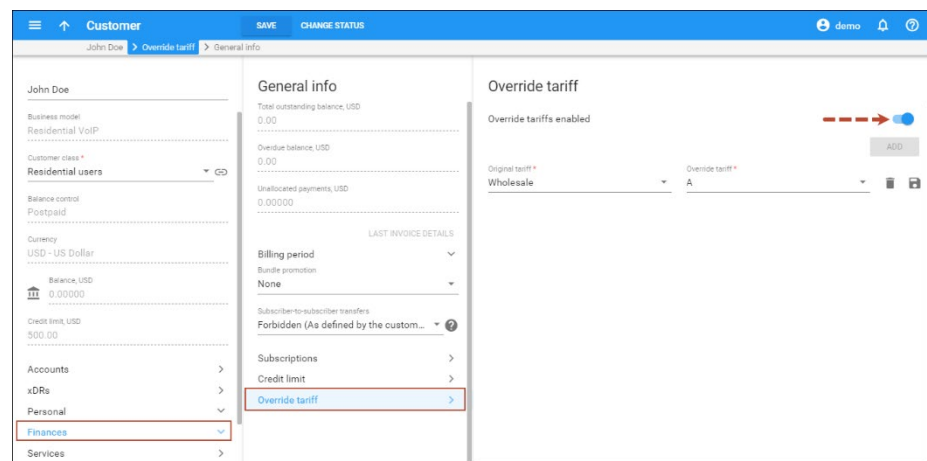 Customer
SAVE
CHANGE STATUS
demo
John Doe > Override tariff > General info
John Doe
Business model
Residential VoIP
Customer class *
Residential users
Balance control
Postpaid
Currency
USD - US Dollar
Balance, USD
0.00000
Credit limit, USD
500.00
Accounts
xDRs
Personal
Finances
Services
General info
Total outstanding balance, USD
0.00
Overdue balance, USD
0.00
Unallocated payments, USD
0.00000
LAST INVOICE DETAILS
Billing period
Bundle promotion
None
Subscriber-to-subscriber transfers
Forbidden (As defined by the custom...
Subscriptions
Credit limit
Override tariff
Override tariff
Override tariffs enabled
ADD
Original tariff * Override tariff *
Wholesale A